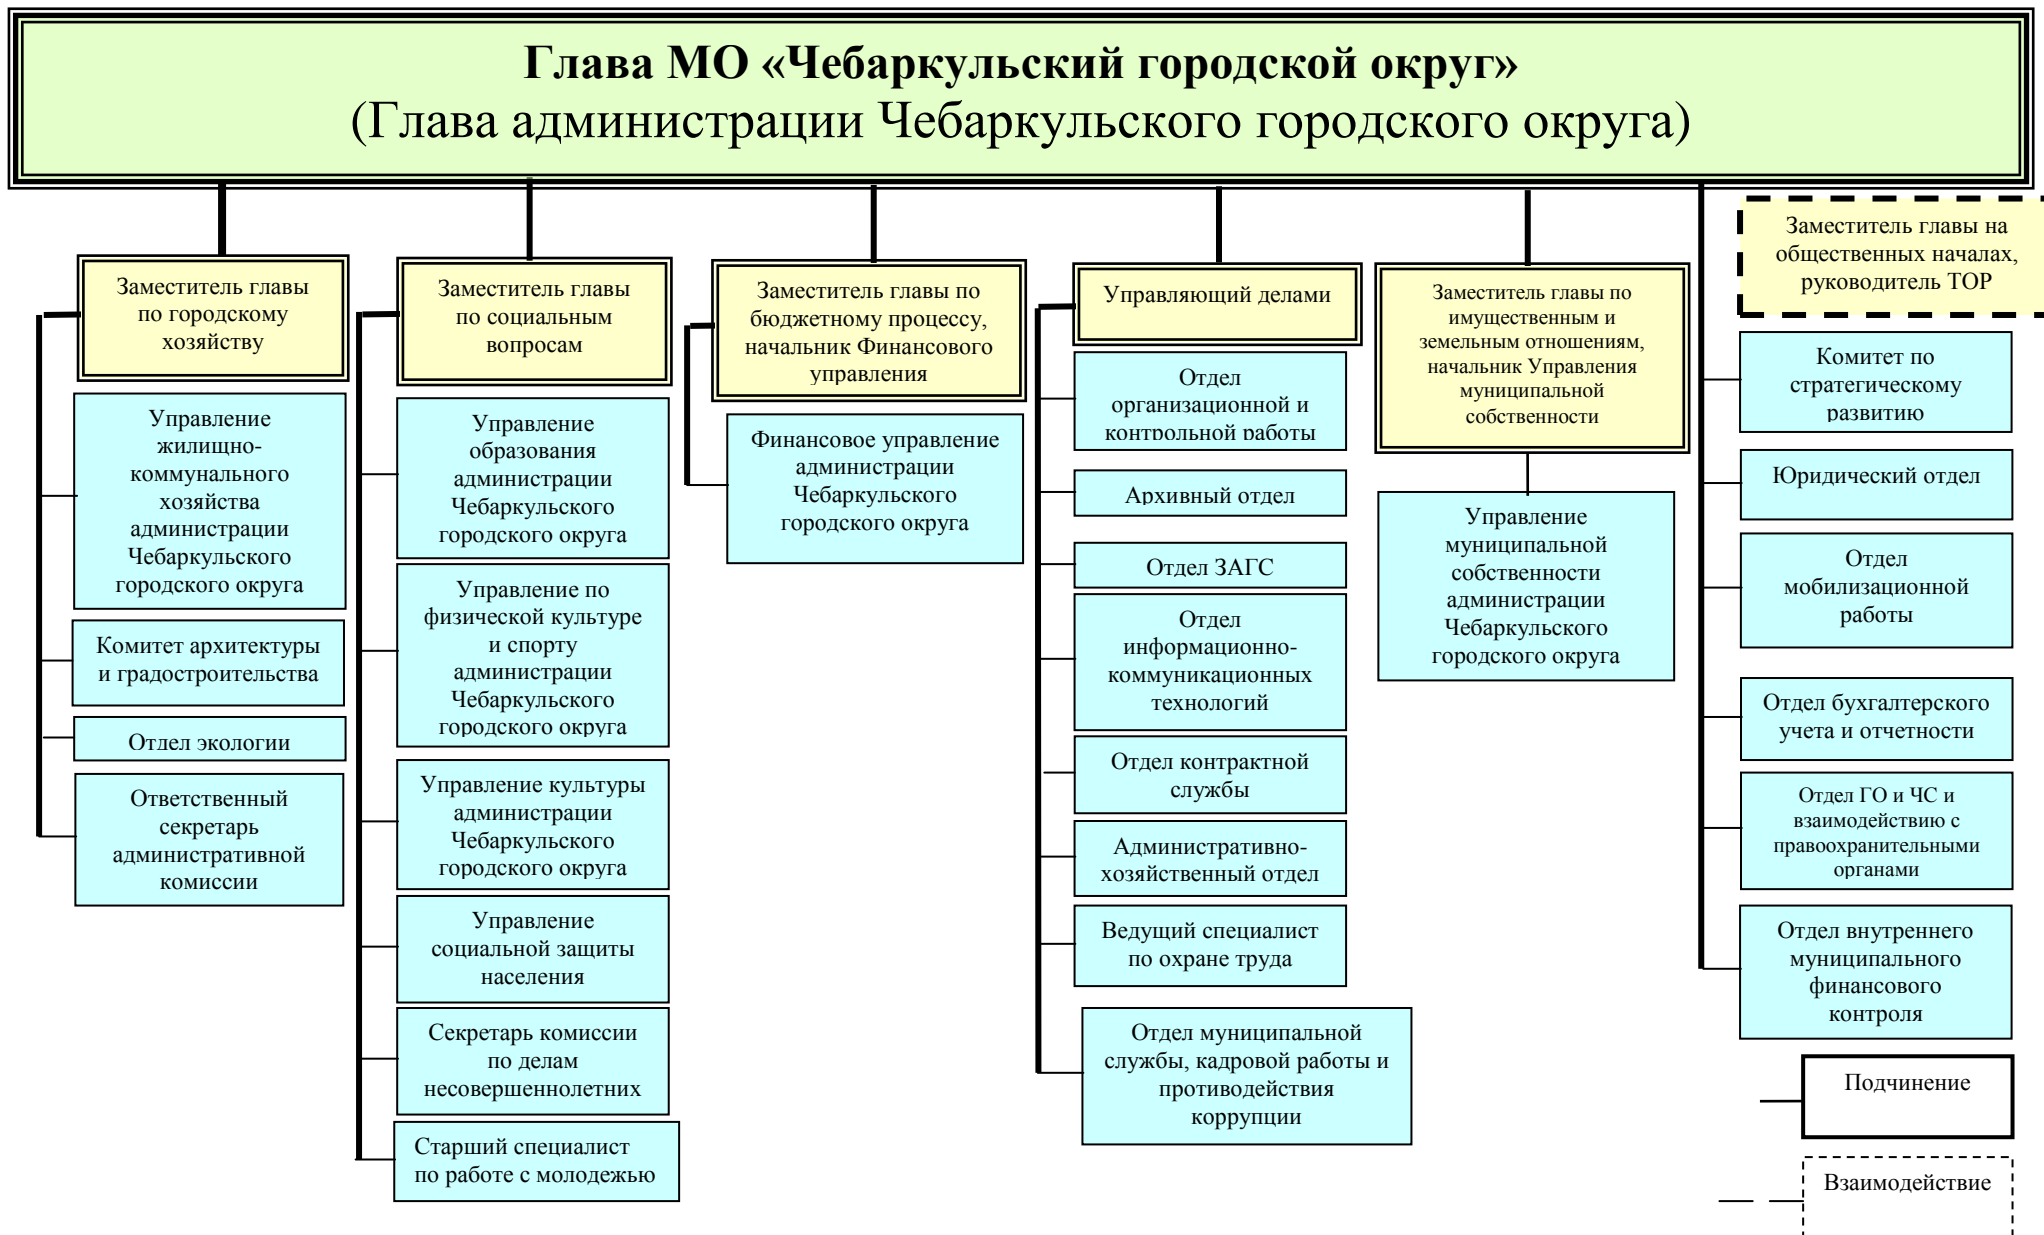 Глава МО «Чебаркульский городской округ»
(Глава администрации Чебаркульского городского округа)
Заместитель главы
по городскому
хозяйству
Управление
жилищно-
коммунального
хозяйства
администрации
Чебаркульского
городского округа
Комитет архитектуры
и градостроительства
Отдел экологии
Ответственный
секретарь
административной
комиссии
Заместитель главы
по социальным
вопросам
Управление
образования
администрации
Чебаркульского
городского округа
Управление по
физической культуре
и спорту
администрации
Чебаркульского
городского округа
Управление культуры
администрации
Чебаркульского
городского округа
Управление
социальной защиты
населения
Секретарь комиссии
по делам
несовершеннолетних
Старший специалист
по работе с молодежью
Заместитель главы по
бюджетному процессу,
начальник Финансового
управления
Финансовое управление
администрации
Чебаркульского
городского округа
Управляющий делами
Отдел
организационной и
контрольной работы
Архивный отдел
Отдел ЗАГС
Отдел
информационно-
коммуникационных
технологий
Отдел контрактной
службы
Административно-
хозяйственный отдел
Ведущий специалист
по охране труда
Отдел муниципальной
службы, кадровой работы и
противодействия
коррупции
Заместитель главы по
имущественным и
земельным отношениям,
начальник Управления
муниципальной
собственности
Управление
муниципальной
собственности
администрации
Чебаркульского
городского округа
Заместитель главы на
общественных началах,
руководитель ТОР
Комитет по
стратегическому
развитию
Юридический отдел
Отдел
мобилизационной
работы
Отдел бухгалтерского
учета и отчетности
Отдел ГО и ЧС и
взаимодействию с
правоохранительными
органами
Отдел внутреннего
муниципального
финансового
контроля
Подчинение
Взаимодействие